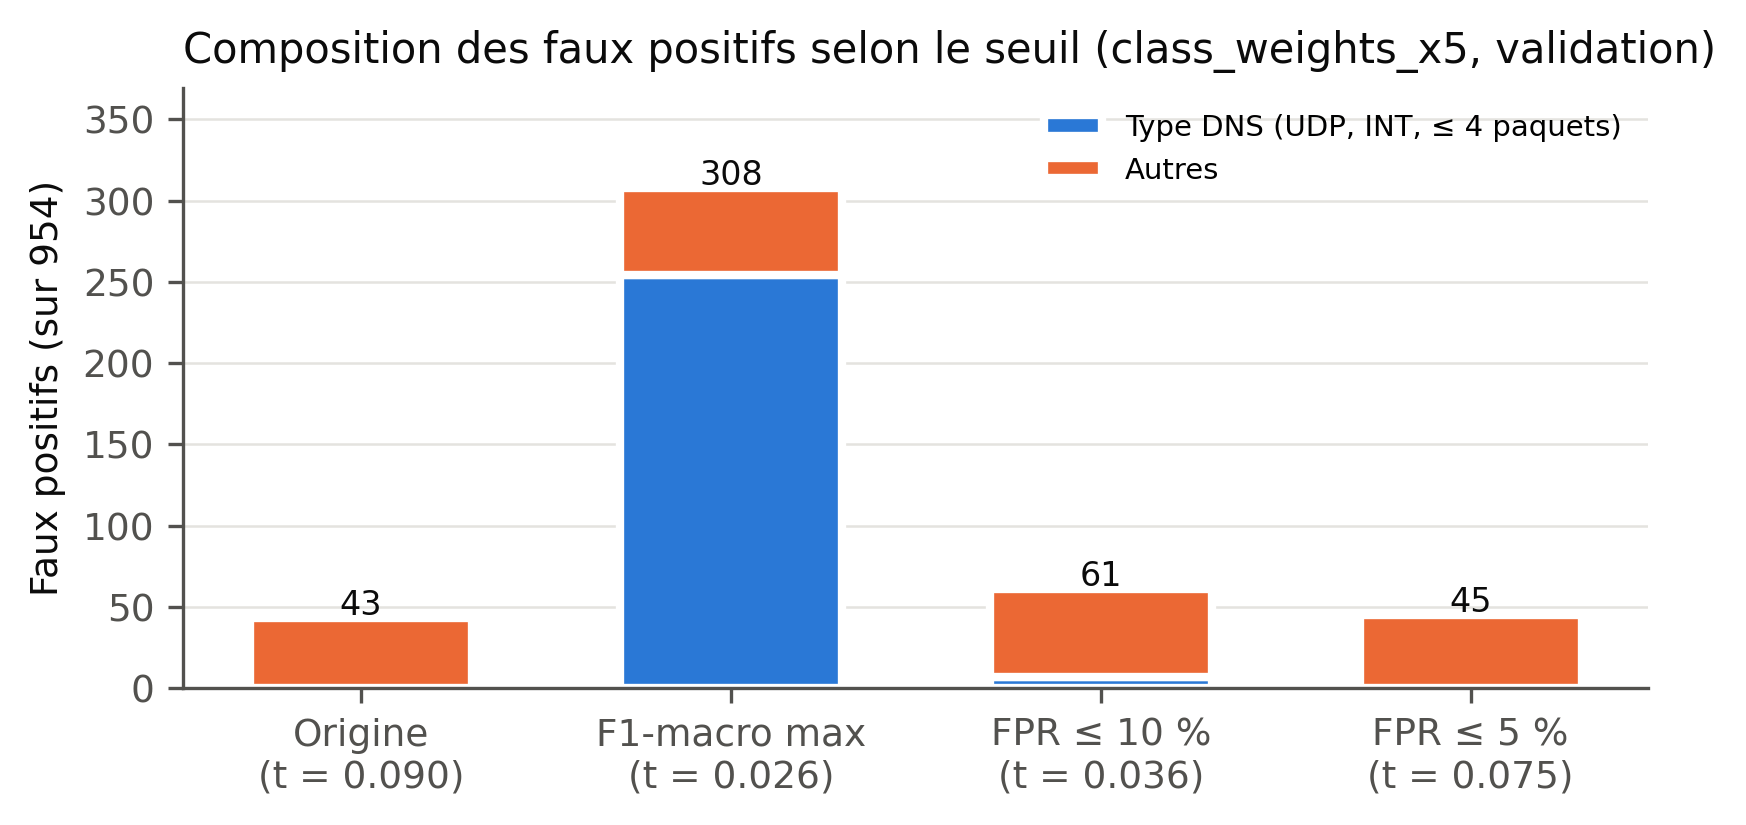 Composition des faux positifs selon le seuil (class_weights_x5, validation)
Type DNS (UDP, INT, ≤ 4 paquets)
Autres
Faux positifs (sur 954)
350
300
250
200
150
100
50
0
43
308
61
45
Origine
(t = 0.090)
F1-macro max
(t = 0.026)
FPR ≤ 10 %
(t = 0.036)
FPR ≤ 5 %
(t = 0.075)